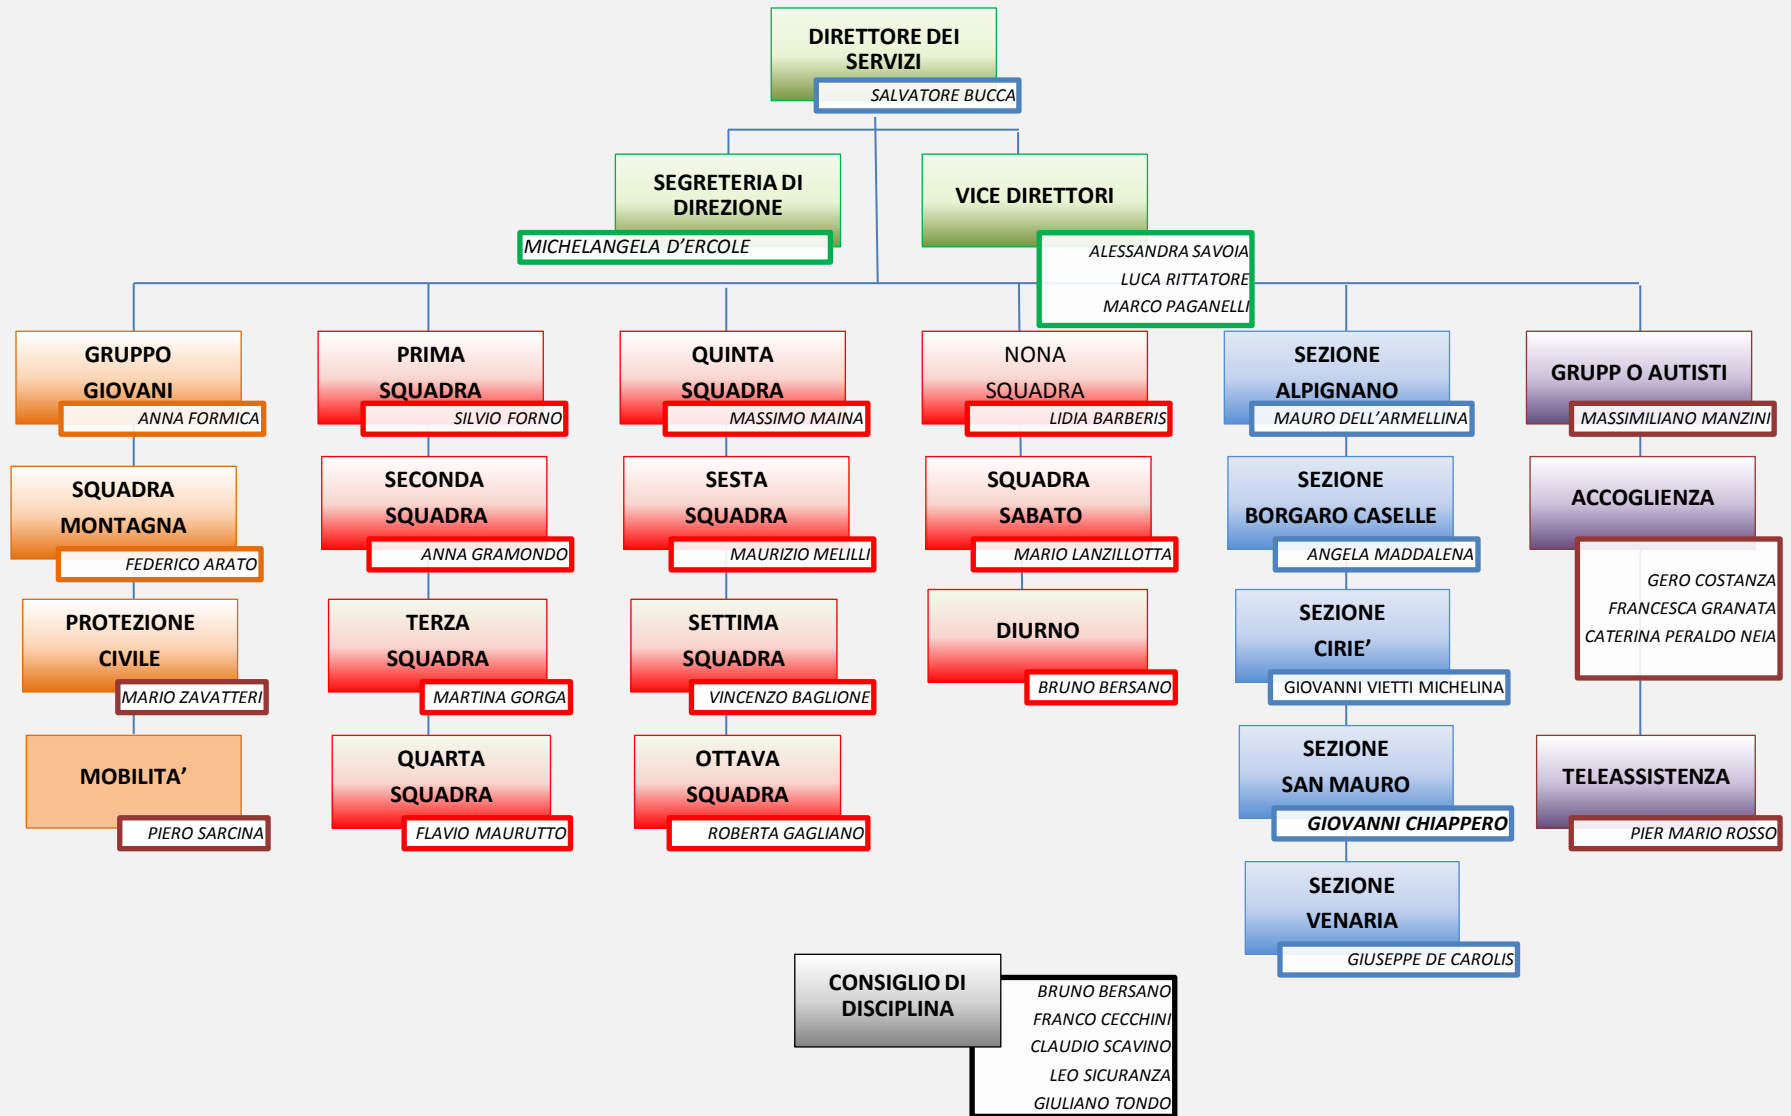 DIRETTORE DEI
SERVIZI
SALVATORE BUCCA
SEGRETERIA DI
DIREZIONE
MICHELANGELA D'ERCOLE
VICE DIRETTORI
ALESSANDRA SAVOIA
LUCA RITTATORE
MARCO PAGANELLI
GRUPPO
GIOVANI
ANNA FORMICA
SQUADRA
MONTAGNA
FEDERICO ARATO
PROTEZIONE
CIVILE
MARIO ZAVATTERI
MOBILITA’
PIERO SARCINA
PRIMA
SQUADRA
SILVIO FORNO
SECONDA
SQUADRA
ANNA GRAMONDO
TERZA
SQUADRA
MARTINA GORGA
QUARTA
SQUADRA
FLAVIO MAURUTTO
QUINTA
SQUADRA
MASSIMO MAINA
SESTA
SQUADRA
MAURIZIO MELILLI
SETTIMA
SQUADRA
VINCENZO BAGLIONE
OTTAVA
SQUADRA
ROBERTA GAGLIANO
NONA
SQUADRA
LIDIA BARBERIS
SQUADRA
SABATO
MARIO LANZILLOTTA
DIURNO
BRUNO BERSANO
SEZIONE
ALPIGNANO
MAURO DELL’ARMELLINA
SEZIONE
BORGARO CASELLE
ANGELA MADDALENA
SEZIONE
CIRIE’
GIOVANNI VIETTI MICHELINA
SEZIONE
SAN MAURO
GIOVANNI CHIAPPERO
SEZIONE
VENARIA
GIUSEPPE DE CAROLIS
GRUPP O AUTISTI
MASSIMILIANO MANZINI
ACCOGLIENZA
GERO COSTANZA
FRANCESCA GRANATA
CATERINA PERALDO NEIA
TELEASSISTENZA
PIER MARIO ROSSO
CONSIGLIO DI
DISCIPLINA
BRUNO BERSANO
FRANCO CECCHINI
CLAUDIO SCAVINO
LEO SICURANZA
GIULIANO TONDO